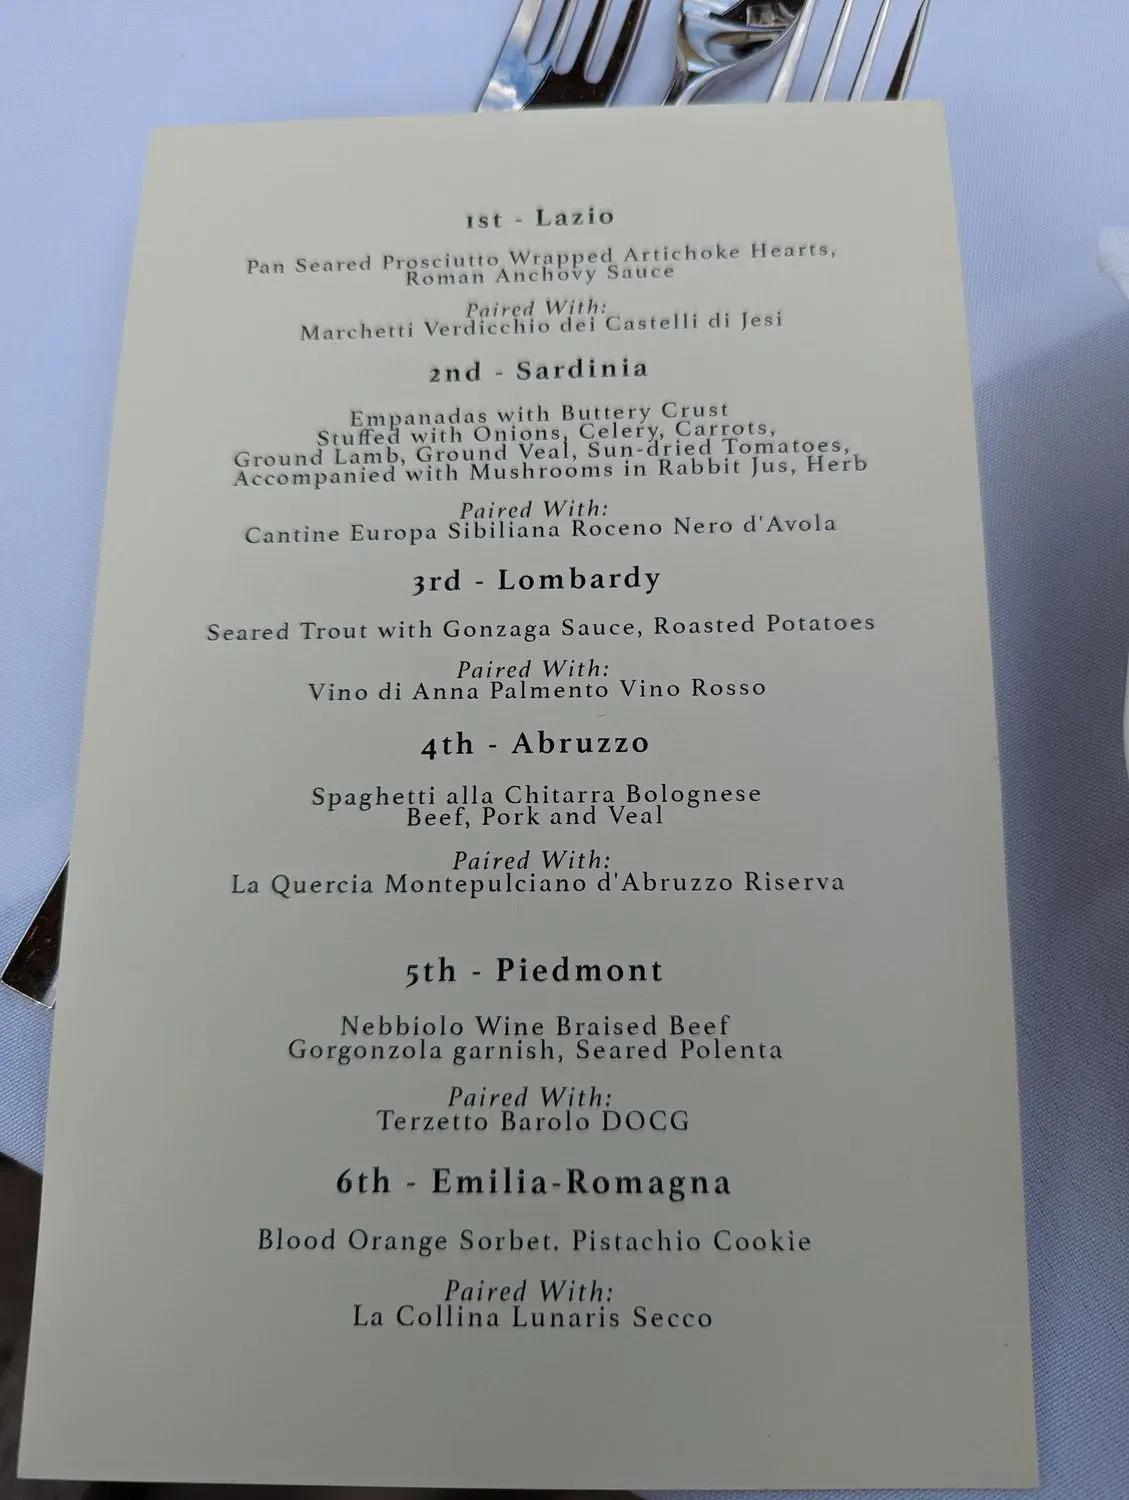 1st - Lazio
Pan Seared Prosciutto Wrapped Artichoke Hearts,
Roman Anchovy Sauce
Paired With:
Marchetti Verdicchio dei Castelli di Jesi
2nd - Sardinia
Empanadas with Buttery Crust
Stuffed with Onions, Celery, Carrots,
Ground Lamb, Ground Veal, Sun-dried Tomatoes,
Accompanied with Mushrooms in Rabbit Jus, Herb
Paired With:
Cantine Europa Sibiliana Roceno Nero d'Avola
3rd - Lombardy
Seared Trout with Gonzaga Sauce, Roasted Potatoes
Paired With:
Vino di Anna Palmento Vino Rosso
4th - Abruzzo
Spaghetti alla Chitarra Bolognese
Beef, Pork and Veal
Paired With:
La Quercia Montepulciano d'Abruzzo Riserva
5th - Piedmont
Nebbiolo Wine Braised Beef
Gorgonzola garnish, Seared Polenta
Paired With:
Terzetto Barolo DOCG
6th - Emilia-Romagna
Blood Orange Sorbet. Pistachio Cookie
Paired With:
La Collina Lunaris Secco